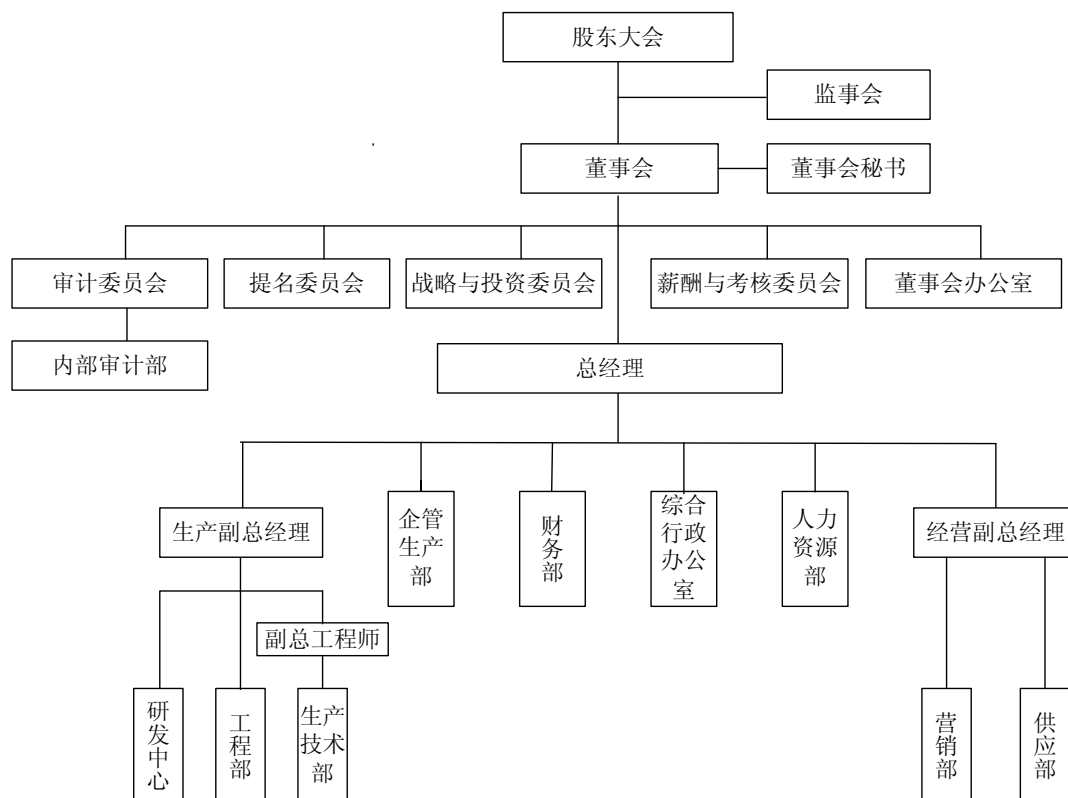 股东大会
监事会
董事会
董事会秘书
审计委员会
提名委员会
战略与投资委员会
薪酬与考核委员会
董事会办公室
内部审计部
总经理
生产副总经理
企管
生产
部
财
务
部
综合
行政
办公
室
人力
资源
部
经营副总经理
副总工程师
研
发
中
心
工
程
部
生产
技术
部
营
销
部
供
应
部